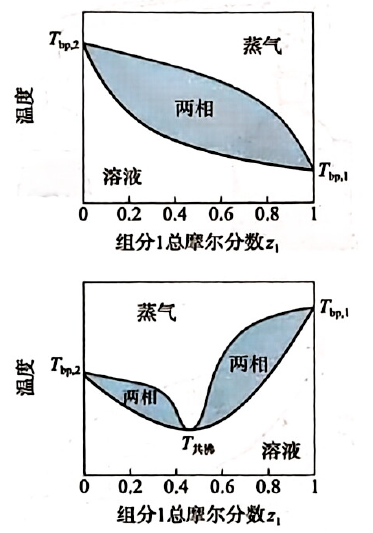 T_bp,2
蒸气
两相
溶液
T_bp,1
温度
0 0.2 0.4 0.6 0.8 1
组分1总摩尔分数z₁
蒸气
T_bp,1
T_bp,2
两相
两相
T_共沸
溶液
温度
0 0.2 0.4 0.6 0.8 1
组分1总摩尔分数z₁